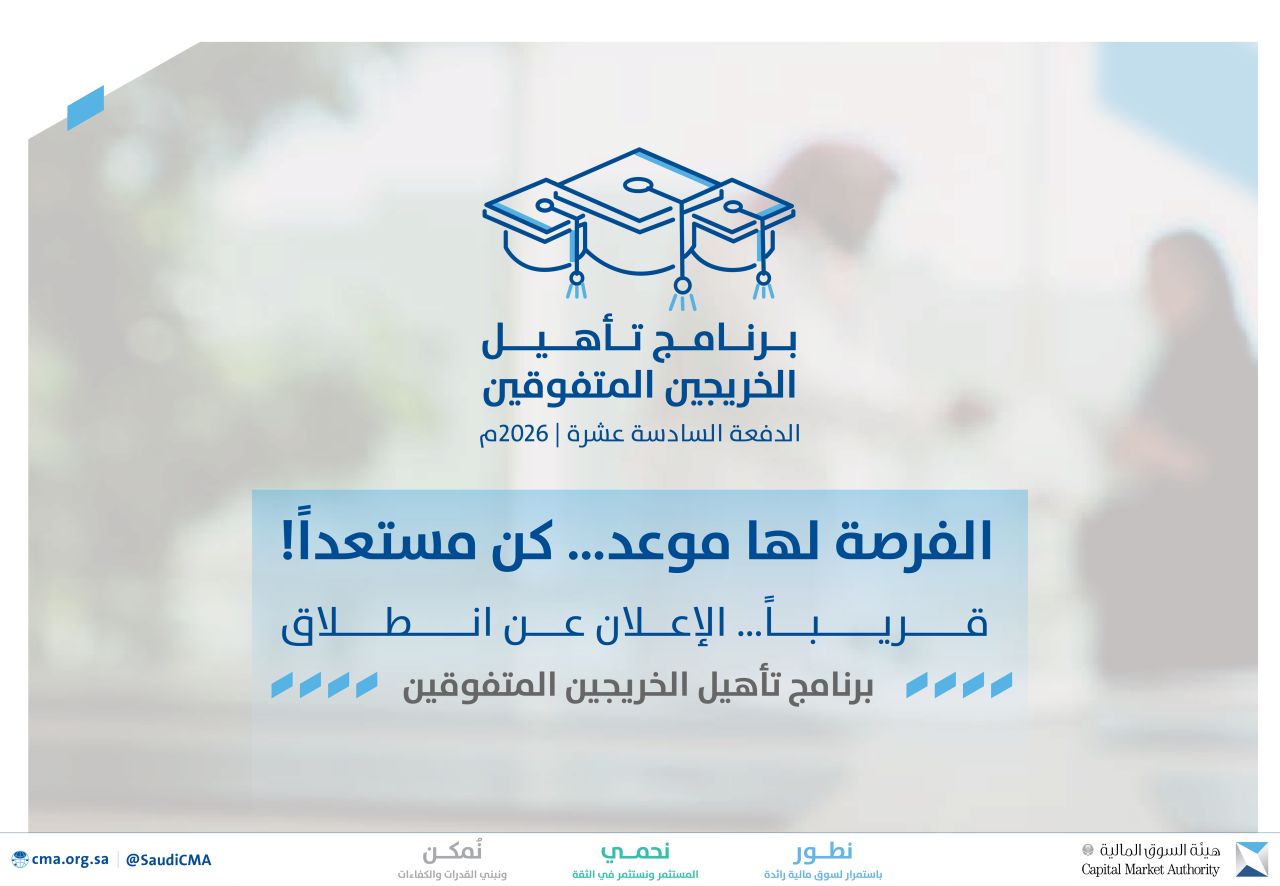 برنامج تأهيل
الخريجين المتفوقين
الدفعة السادسة عشرة | 2026م
الفرصة لها موعد... كن مستعداً!
قريباً... الإعلان عن انطلاق
برنامج تأهيل الخريجين المتفوقين
هيئة السوق المالية
Capital Market Authority
نطور
باستمرار لسوق مالية رائدة
نحمي
المستثمر ونستثمر في الثقة
نُمكن
ونبني القدرات والكفاءات
@SaudiCMA
cma.org.sa